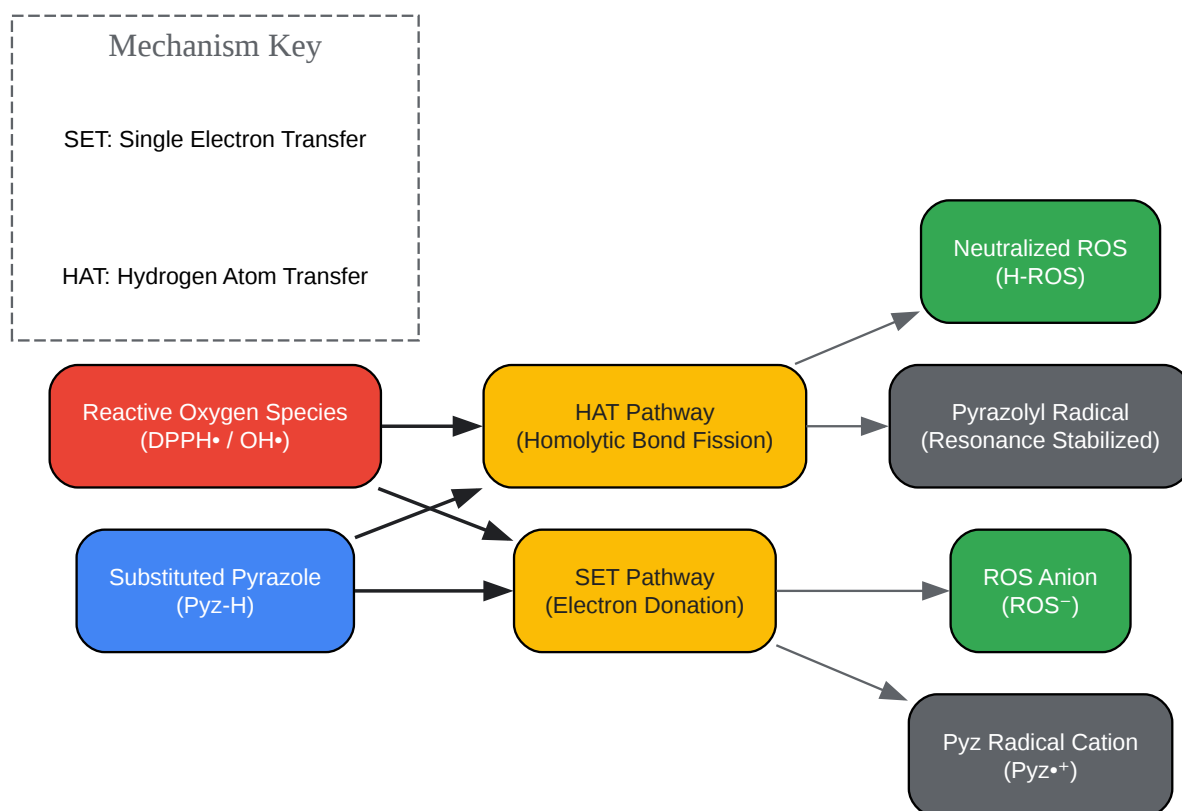 Mechanism Key
SET: Single Electron Transfer
HAT: Hydrogen Atom Transfer
Neutralized ROS
(H-ROS)
Reactive Oxygen Species
(DPPH• / OH•)
HAT Pathway
(Homolytic Bond Fission)
Pyrazolyl Radical
(Resonance Stabilized)
Substituted Pyrazole
(Pyz-H)
SET Pathway
(Electron Donation)
ROS Anion
(ROS⁻)
Pyz Radical Cation
(Pyz•⁺)